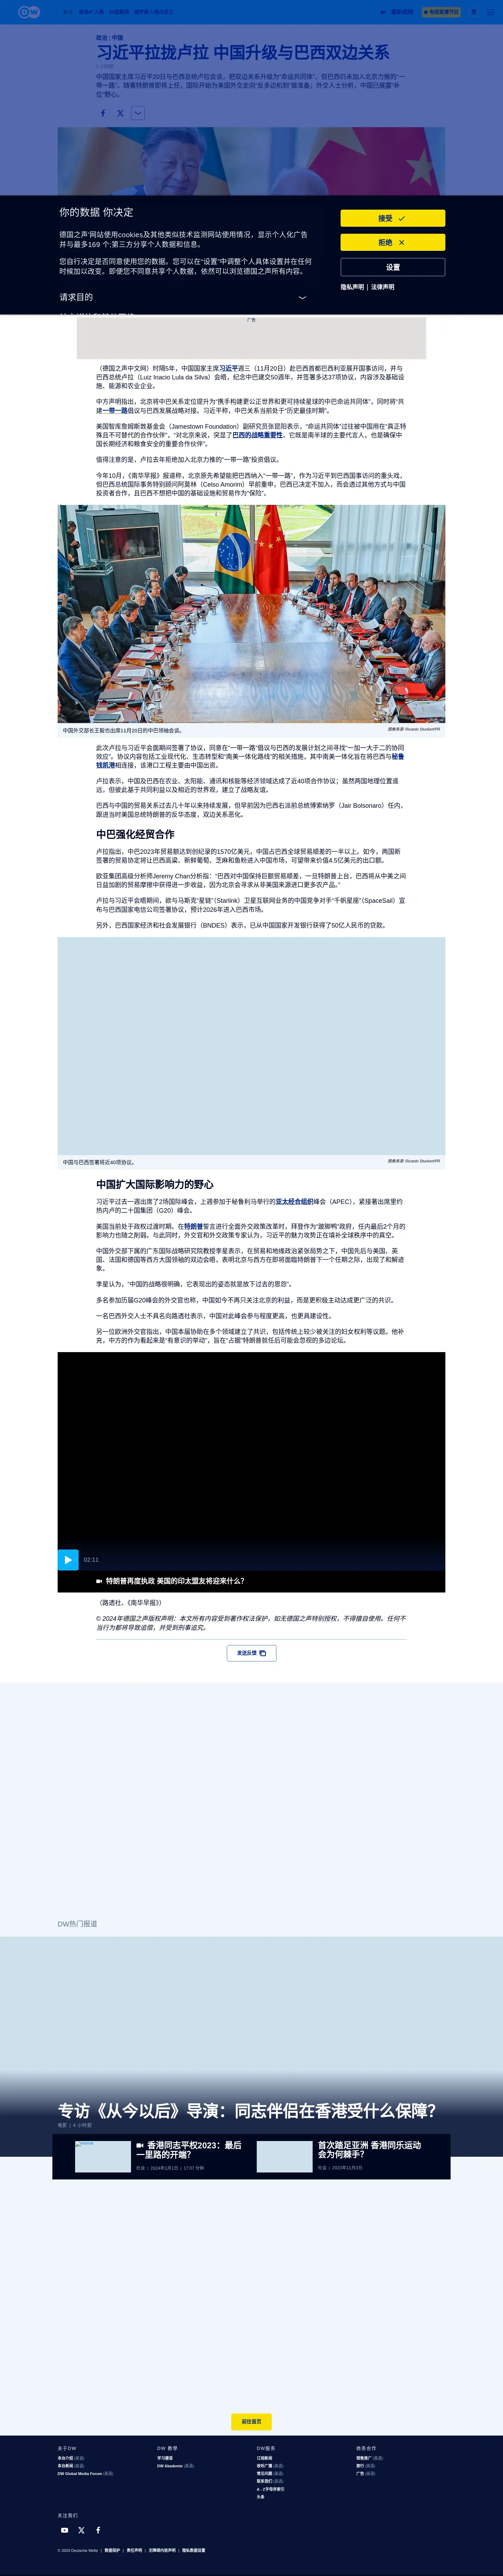 DW
最新视频
政治 | 中国
习近平拉拢卢拉 中国升级与巴西双边关系
中国国家主席习近平20日与巴西总统卢拉会谈，把双边关系升级为“命运共同体”，但巴西仍未加入北京力推的“一
带一路”。随著特朗普即将上任，国际开始为美国外交走向“反多边机制”做准备；外交人士分析，中国已展露“补
位”野心。
你的数据 你决定
德国之声'网站使用cookies及其他类似技术监测网站使用情况，显示个人化广告
并与最多169 个;第三方分享个人数据和信息。
您自行决定是否同意使用您的数据。您可以在“设置”中调整个人具体设置并在任何
时候加以改变。即便您不同意共享个人数据，依然可以浏览德国之声所有内容。
请求目的
接受
拒绝
设置
隐私声明 | 法律声明
广告
（德国之声中文网）时隔5年，中国国家主席习近平週三（11月20日）赴巴西首都巴西利亚展开国事访问，并与
巴西总统卢拉（Luiz Inacio Lula da Silva）会晤，纪念中巴建交50週年，并签署多达37项协议，内容涉及基础设
施、能源和农业企业。
中方声明指出，北京将中巴关系定位提升为“携手构建更公正世界和更可持续星球的中巴命运共同体”，同时将“共
建一带一路倡议与巴西发展战略对接。习近平称，中巴关系当前处于“历史最佳时期”。
美国智库詹姆斯敦基金会（Jamestown Foundation）副研究员张昆阳表示，“命运共同体”过往被中国用在“真正特
殊且不可替代的合作伙伴”，“对北京来说，突显了巴西的战略重要性，它既是南半球的主要代言人，也是确保中
国长期经济和粮食安全的重要合作伙伴”。
值得注意的是，卢拉去年拒绝加入北京力推的“一带一路”投资倡议。
今年10月，《南华早报》报道称，北京原先希望能把巴西纳入“一带一路”，作为习近平到巴西国事访问的重头戏，
但巴西总统国际事务特别顾问阿莫林（Celso Amorim）早前重申，巴西已决定不加入，而会透过其他方式与中国
投资者合作，且巴西不想把中国的基础设施和贸易作为“保险”。
中国外交部长王毅也出席11月20日的中巴领袖会谈。
图像来源: Ricardo Stuckert/PR
此次卢拉与习近平会面期间签署了协议，同意在“一带一路”倡议与巴西的发展计划之间寻找“一加一大于二的协同
效应”。协议内容包括工业现代化、生态转型和“南美一体化路线”的相关措施，其中南美一体化旨在将巴西与秘鲁
钱凯港相连接，该港口工程主要由中国出资。
卢拉表示，中国及巴西在农业、太阳能、通讯和核能等经济领域达成了近40项合作协议；虽然两国地理位置遥
远，但彼此基于共同利益以及相近的世界观，建立了战略友谊。
巴西与中国的贸易关系过去几十年以来持续发展，但早前因为巴西右派前总统博索纳罗（Jair Bolsonaro）任内，
跟进当时美国总统特朗普的反华态度，双边关系恶化。
中巴强化经贸合作
卢拉指出，中巴2023年贸易额达到创纪录的1570亿美元，中国占巴西全球贸易顺差的一半以上。如今，两国新
签署的贸易协定将让巴西高粱、新鲜葡萄、芝麻和鱼粉进入中国市场，可望带来价值4.5亿美元的出口额。
欧亚集团高级分析师Jeremy Chan分析指：“巴西对中国保持巨额贸易顺差，一旦特朗普上台，巴西将从中美之间
日益加剧的贸易摩擦中获得进一步收益，因为北京会寻求从非美国来源进口更多农产品。”
卢拉与习近平会晤期间，欲与马斯克“星链”（Starlink）卫星互联网业务的中国竞争对手“千帆星座”（SpaceSail）宣
布与巴西国家电信公司签署协议，预计2026年进入巴西市场。
另外，巴西国家经济和社会发展银行（BNDES）表示，已从中国国家开发银行获得了50亿人民币的贷款。
中国与巴西签署将近40项协议。
图像来源: Ricardo Stuckert/PR
中国扩大国际影响力的野心
习近平过去一週出席了2场国际峰会，上週参加于秘鲁利马举行的亚太经合组织峰会（APEC），紧接著出席里约
热内卢的二十国集团（G20）峰会。
美国当前处于政权过渡时期。在特朗普誓言进行全面外交政策改革时，拜登作为“跛脚鸭”政府，任内最后2个月的
影响力也随之削弱。与此同时，外交官和外交政策专家认为，习近平的魅力攻势正在填补全球秩序中的真空。
中国外交部下属的广东国际战略研究院教授李星表示，在贸易和地缘政治紧张局势之下，中国先后与美国、英
国、法国和德国等西方大国领袖的双边会晤，表明北京与西方在即将面临特朗普下一个任期之际，出现了和解迹
象。
李星认为，“中国的战略很明确，它表现出的姿态就是放下过去的恩怨”。
多名参加历届G20峰会的外交官也称，中国如今不再只关注北京的利益，而是更积极主动达成更广泛的共识。
一名巴西外交人士不具名向路透社表示，中国对此峰会参与程度更高，也更具建设性。
另一位欧洲外交官指出，中国本届协助在多个领域建立了共识，包括传统上较少被关注的妇女权利等议题。他补
充，中方的作为看起来是“有意识的举动”，旨在“占据”特朗普就任后可能会忽视的多边论坛。
02:11
特朗普再度执政 美国的印太盟友将迎来什么？
（路透社、《南华早报》）
© 2024年德国之声版权声明：本文所有内容受到著作权法保护，如无德国之声特别授权，不得擅自使用。任何不
当行为都将导致追偿，并受到刑事追究。
发送反馈
DW热门报道
专访《从今以后》导演：同志伴侣在香港受什么保障？
电影 | 4 小时前
香港同志平权2023：最后
一里路的开端？
社会 | 2024年1月1日 | 17:07 分钟
首次踏足亚洲 香港同乐运动
会为何棘手？
社会 | 2023年11月3日
前往首页
关于DW
本台介绍 (英语)
本台新闻 (英语)
DW Global Media Forum (英语)
DW 教學
学习德语
DW Akademie (英语)
DW服务
订阅新闻
收听广播 (英语)
常见问题 (英语)
联系我们 (英语)
A - Z字母序索引
头条
商务合作
销售推广 (英语)
旅行 (英语)
广告 (英语)
关注我们
© 2024 Deutsche Welle | 数据保护 | 责任声明 | 无障碍内容声明 | 隐私数据设置